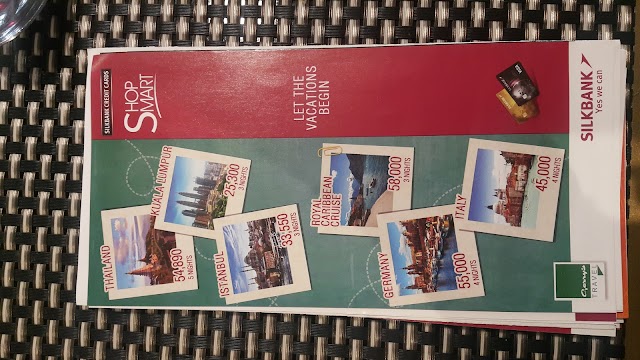 SILKBANK CREDIT CARDS
SHOP
SMART
LET THE
VACATIONS
BEGIN
THAILAND
54,890
5 NIGHTS
KUALA LUMPUR
25,300
3 NIGHTS
ISTANBUL
33,550
3 NIGHTS
ROYAL
CARIBBEAN
CRUISE
58,000
3 NIGHTS
GERMANY
55,000
4 NIGHTS
ITALY
45,000
4 NIGHTS
Gerry's
TRAVEL
SILKBANK
Yes we can